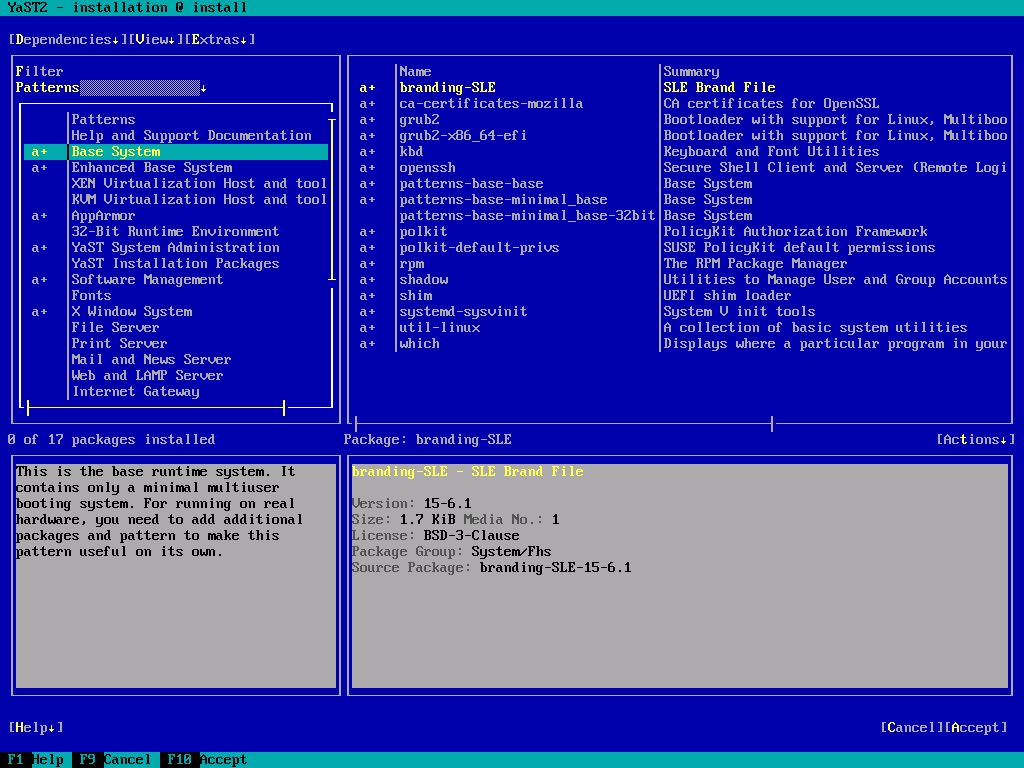 YaST2 - installation @ install
[Dependencies↓][View↓][Extras↓]
Filter
Patterns ↓
Patterns
Help and Support Documentation
a+ Base System
a+ Enhanced Base System
XEN Virtualization Host and tool
KVM Virtualization Host and tool
a+ AppArmor
32-Bit Runtime Environment
a+ YaST System Administration
YaST Installation Packages
a+ Software Management
Fonts
a+ X Window System
File Server
Print Server
Mail and News Server
Web and LAMP Server
Internet Gateway
Name Summary
a+ branding-SLE SLE Brand File
a+ ca-certificates-mozilla CA certificates for OpenSSL
a+ grub2 Bootloader with support for Linux, Multiboo
a+ grub2-x86_64-efi Bootloader with support for Linux, Multiboo
a+ kbd Keyboard and Font Utilities
a+ openssh Secure Shell Client and Server (Remote Logi
a+ patterns-base-base Base System
a+ patterns-base-minimal_base Base System
patterns-base-minimal_base-32bit Base System
a+ polkit PolicyKit Authorization Framework
a+ polkit-default-privs SUSE PolicyKit default permissions
a+ rpm The RPM Package Manager
a+ shadow Utilities to Manage User and Group Accounts
a+ shim UEFI shim loader
a+ systemd-sysvinit System V init tools
a+ util-linux A collection of basic system utilities
a+ which Displays where a particular program in your
0 of 17 packages installed
Package: branding-SLE
[Actions↓]
This is the base runtime system. It
contains only a minimal multiuser
booting system. For running on real
hardware, you need to add additional
packages and pattern to make this
pattern useful on its own.
branding-SLE - SLE Brand File
Version: 15-6.1
Size: 1.7 KiB Media No.: 1
License: BSD-3-Clause
Package Group: System/Fhs
Source Package: branding-SLE-15-6.1
[Help↓]
[Cancel][Accept]
F1 Help F9 Cancel F10 Accept